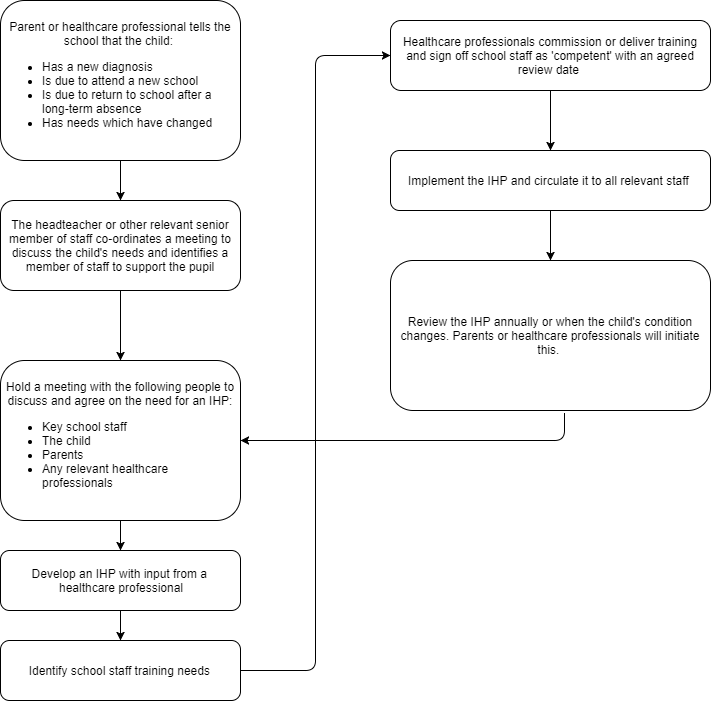 Parent or healthcare professional tells the
school that the child:
• Has a new diagnosis
• Is due to attend a new school
• Is due to return to school after a
long-term absence
• Has needs which have changed
The headteacher or other relevant senior
member of staff co-ordinates a meeting to
discuss the child's needs and identifies a
member of staff to support the pupil
Hold a meeting with the following people to
discuss and agree on the need for an IHP:
• Key school staff
• The child
• Parents
• Any relevant healthcare
professionals
Develop an IHP with input from a
healthcare professional
Identify school staff training needs
Healthcare professionals commission or deliver training
and sign off school staff as 'competent' with an agreed
review date
Implement the IHP and circulate it to all relevant staff
Review the IHP annually or when the child's condition
changes. Parents or healthcare professionals will initiate
this.